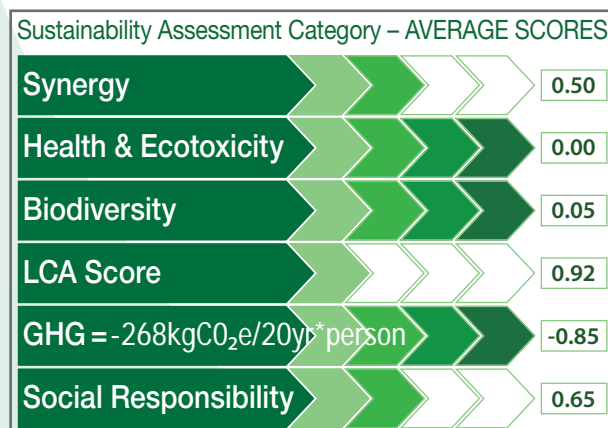 Sustainability Assessment Category – AVERAGE SCORES
Synergy 0.50
Health & Ecotoxicity 0.00
Biodiversity 0.05
LCA Score 0.92
GHG = -268kgC0₂e/20yr*person -0.85
Social Responsibility 0.65